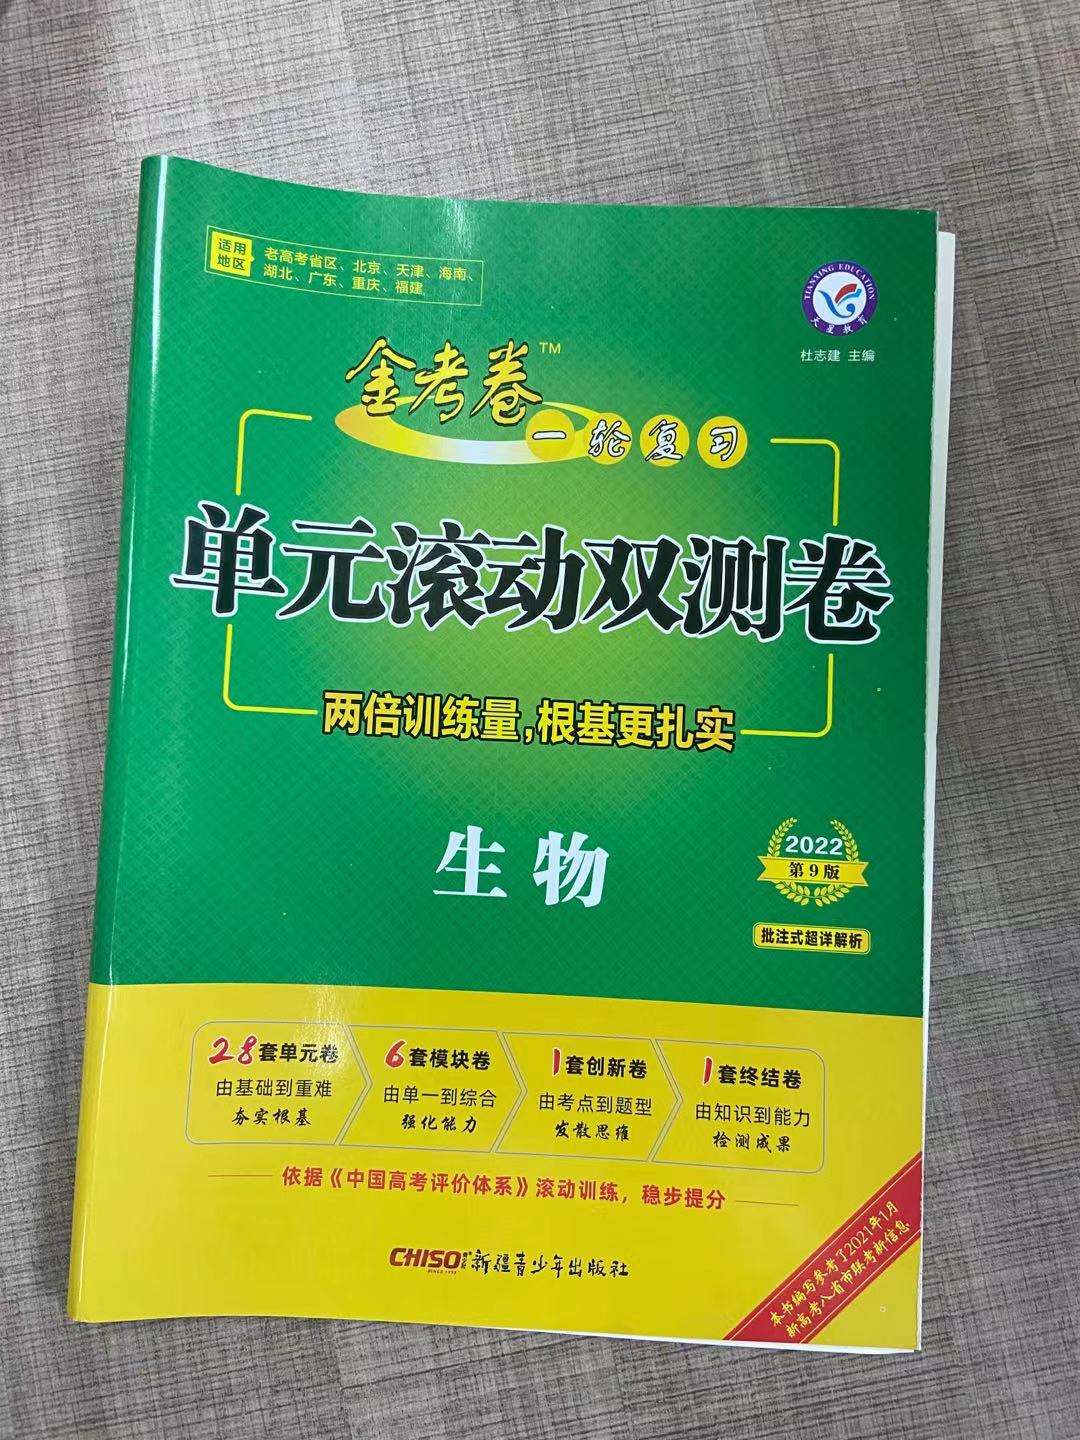 适用
地区
老高考省区、北京、天津、海南、
湖北、广东、重庆、福建
TIANXING EDUCATION
天星教育
杜志建 主编
金考卷™
一轮复习
单元滚动双测卷
两倍训练量,根基更扎实
生物
2022
第9版
批注式超详解析
28套单元卷
由基础到重难
夯实根基
6套模块卷
由单一到综合
强化能力
1套创新卷
由考点到题型
发散思维
1套终结卷
由知识到能力
检测成果
依据《中国高考评价体系》滚动训练，稳步提分
CHISO 新疆青少年出版社
SINCE 1956
本书编写参考了2021年1月
新高考八省市联考新信息